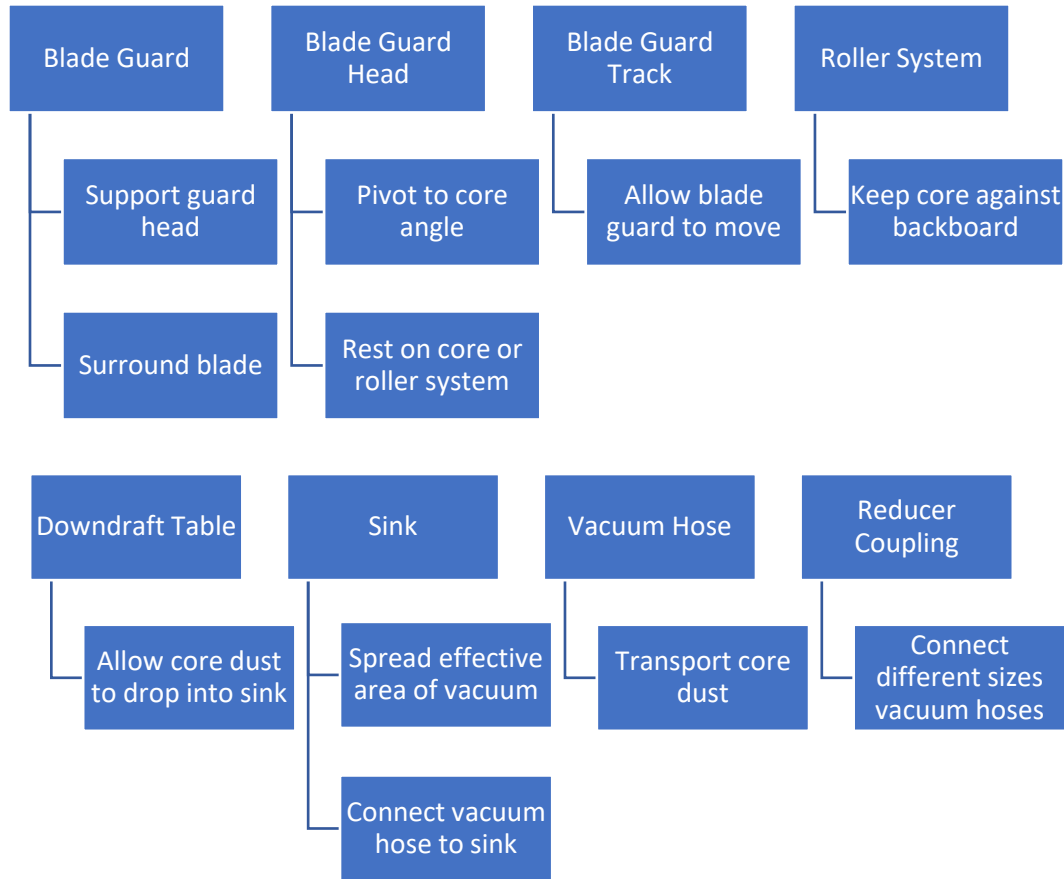 Blade Guard
Support guard
head
Surround blade
Blade Guard
Head
Pivot to core
angle
Rest on core or
roller system
Blade Guard
Track
Allow blade
guard to move
Roller System
Keep core against
backboard
Downdraft Table
Allow core dust
to drop into sink
Sink
Spread effective
area of vacuum
Connect vacuum
hose to sink
Vacuum Hose
Transport core
dust
Reducer
Coupling
Connect
different sizes
vacuum hoses